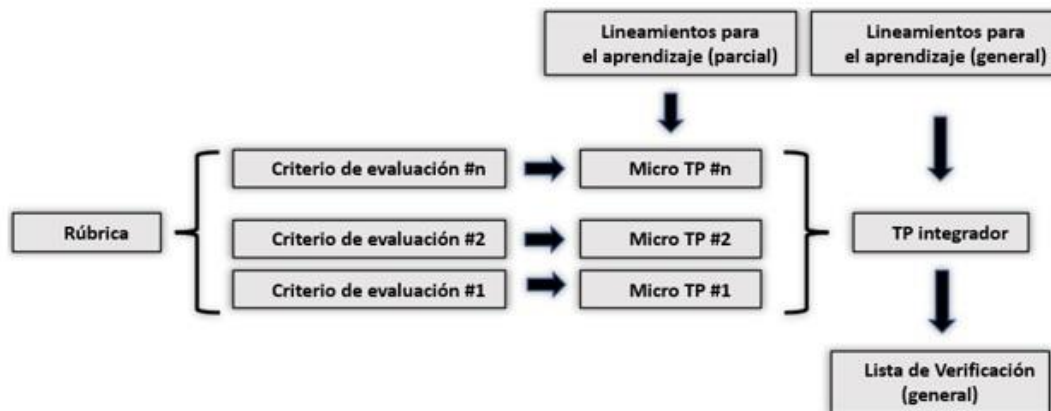 Lineamientos para
el aprendizaje (parcial)
Lineamientos para
el aprendizaje (general)
Criterio de evaluación #n
Micro TP #n
Rúbrica
Criterio de evaluación #2
Micro TP #2
TP integrador
Criterio de evaluación #1
Micro TP #1
Lista de Verificación
(general)